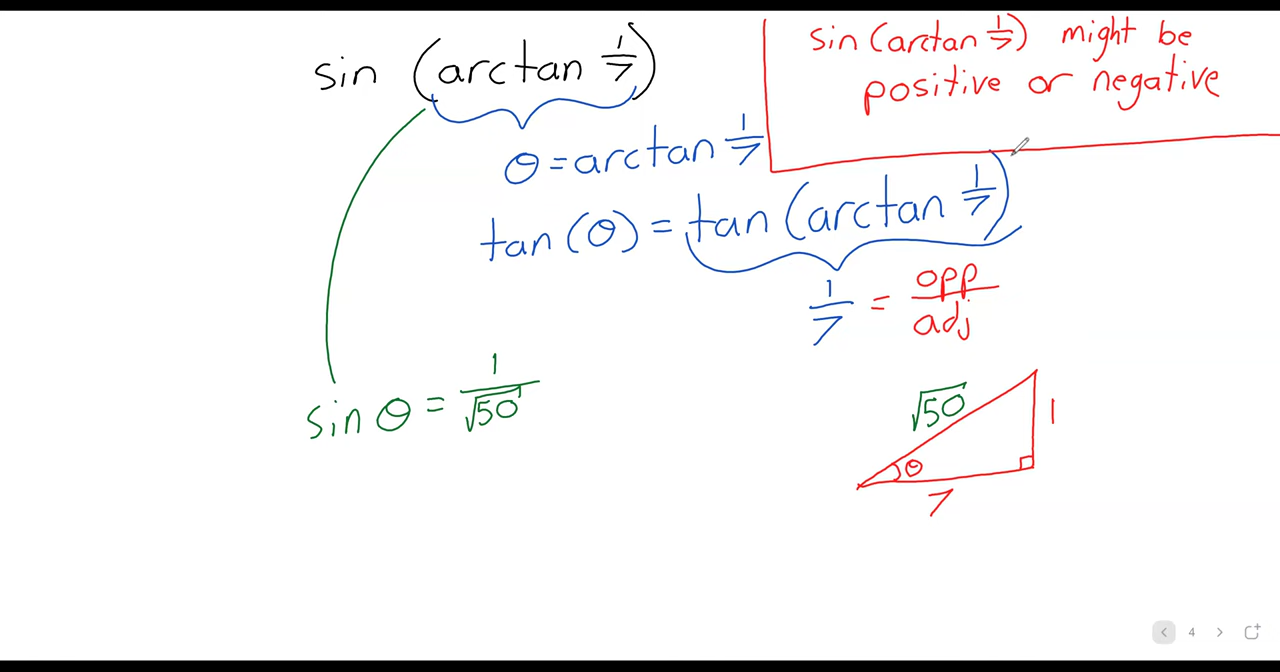 sin (arctan 1/7)
sin (arctan 1/7) might be
positive or negative
θ = arctan 1/7
tan (θ) = tan (arctan 1/7)
1/7 = opp/adj
sin θ = 1/√50
√50
1
θ
7
4